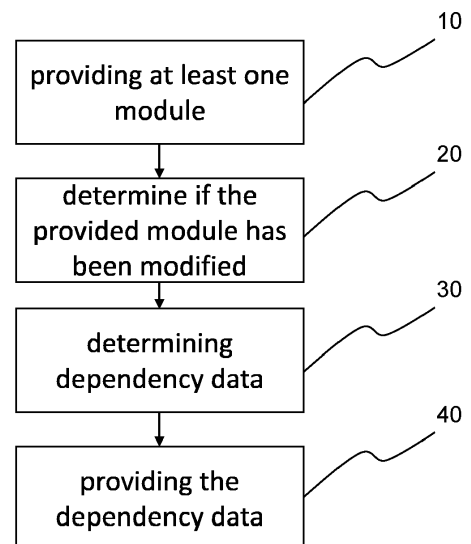 10
providing at least one
module
20
determine if the
provided module has
been modified
30
determining
dependency data
40
providing the
dependency data